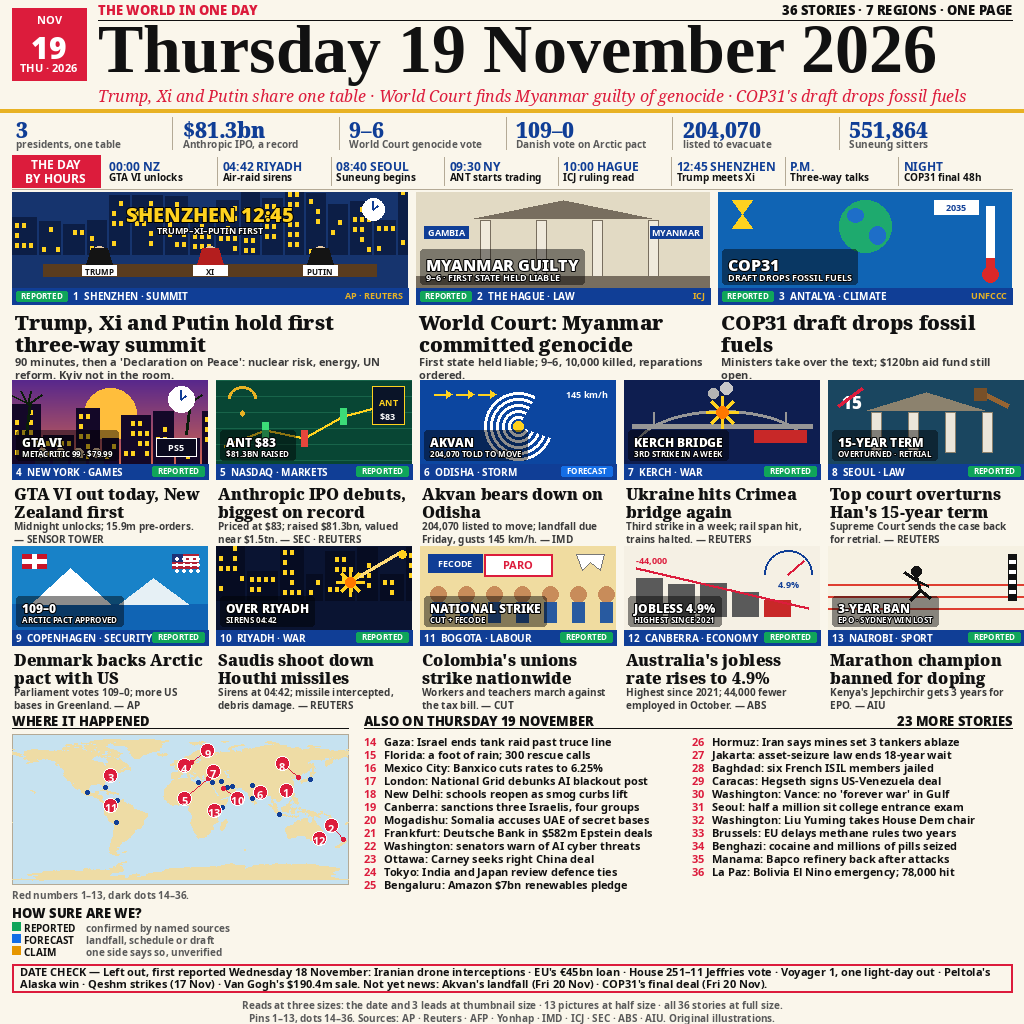 NOV
19
THU · 2026
THE WORLD IN ONE DAY
36 STORIES · 7 REGIONS · ONE PAGE
Thursday 19 November 2026
Trump, Xi and Putin share one table · World Court finds Myanmar guilty of genocide · COP31's draft drops fossil fuels
3
presidents, one table
$81.3bn
Anthropic IPO, a record
9–6
World Court genocide vote
109–0
Danish vote on Arctic pact
204,070
listed to evacuate
551,864
Suneung sitters
THE DAY
BY HOURS
00:00 NZ
GTA VI unlocks
04:42 RIYADH
Air-raid sirens
08:40 SEOUL
Suneung begins
09:30 NY
ANT starts trading
10:00 HAGUE
ICJ ruling read
12:45 SHENZHEN
Trump meets Xi
P.M.
Three-way talks
NIGHT
COP31 final 48h
SHENZHEN 12:45
TRUMP–XI–PUTIN FIRST
TRUMP
XI
PUTIN
REPORTED 1 SHENZHEN · SUMMIT AP · REUTERS
Trump, Xi and Putin hold first
three-way summit
90 minutes, then a 'Declaration on Peace': nuclear risk, energy, UN
reform. Kyiv not in the room.
GAMBIA
MYANMAR
MYANMAR GUILTY
9–6 · FIRST STATE HELD LIABLE
REPORTED 2 THE HAGUE · LAW ICJ
World Court: Myanmar
committed genocide
First state held liable; 9–6, 10,000 killed, reparations
ordered.
2035
COP31
DRAFT DROPS FOSSIL FUELS
REPORTED 3 ANTALYA · CLIMATE UNFCCC
COP31 draft drops fossil
fuels
Ministers take over the text; $120bn aid fund still
open.
GTA VI
METACRITIC 99 · $79.99
PS5
4 NEW YORK · GAMES REPORTED
GTA VI out today, New
Zealand first
Midnight unlocks; 15.9m pre-orders.
— SENSOR TOWER
ANT
$83
ANT $83
$81.3BN RAISED
5 NASDAQ · MARKETS REPORTED
Anthropic IPO debuts,
biggest on record
Priced at $83; raised $81.3bn, valued
near $1.5tn. — SEC · REUTERS
145 km/h
AKVAN
204,070 TOLD TO MOVE
6 ODISHA · STORM FORECAST
Akvan bears down on
Odisha
204,070 listed to move; landfall due
Friday, gusts 145 km/h. — IMD
KERCH BRIDGE
3RD STRIKE IN A WEEK
7 KERCH · WAR REPORTED
Ukraine hits Crimea
bridge again
Third strike in a week; rail span hit,
trains halted. — REUTERS
15
15-YEAR TERM
OVERTURNED · RETRIAL
8 SEOUL · LAW REPORTED
Top court overturns
Han's 15-year term
Supreme Court sends the case back
for retrial. — REUTERS
109–0
ARCTIC PACT APPROVED
9 COPENHAGEN · SECURITY REPORTED
Denmark backs Arctic
pact with US
Parliament votes 109–0; more US
bases in Greenland. — AP
OVER RIYADH
SIRENS 04:42
10 RIYADH · WAR REPORTED
Saudis shoot down
Houthi missiles
Sirens at 04:42; missile intercepted,
debris damage. — REUTERS
FECODE
PARO
NATIONAL STRIKE
CUT + FECODE
11 BOGOTA · LABOUR REPORTED
Colombia's unions
strike nationwide
Workers and teachers march against
the tax bill. — CUT
-44,000
4.9%
JOBLESS 4.9%
HIGHEST SINCE 2021
12 CANBERRA · ECONOMY REPORTED
Australia's jobless
rate rises to 4.9%
Highest since 2021; 44,000 fewer
employed in October. — ABS
3-YEAR BAN
EPO · SYDNEY WIN LOST
13 NAIROBI · SPORT REPORTED
Marathon champion
banned for doping
Kenya's Jepchirchir gets 3 years for
EPO. — AIU
WHERE IT HAPPENED
9
4
7
8
3
5
10
6
1
11
13
2
12
Red numbers 1–13, dark dots 14–36.
HOW SURE ARE WE?
REPORTED confirmed by named sources
FORECAST landfall, schedule or draft
CLAIM one side says so, unverified
ALSO ON THURSDAY 19 NOVEMBER
23 MORE STORIES
14 Gaza: Israel ends tank raid past truce line
15 Florida: a foot of rain; 300 rescue calls
16 Mexico City: Banxico cuts rates to 6.25%
17 London: National Grid debunks AI blackout post
18 New Delhi: schools reopen as smog curbs lift
19 Canberra: sanctions three Israelis, four groups
20 Mogadishu: Somalia accuses UAE of secret bases
21 Frankfurt: Deutsche Bank in $582m Epstein deals
22 Washington: senators warn of AI cyber threats
23 Ottawa: Carney seeks right China deal
24 Tokyo: India and Japan review defence ties
25 Bengaluru: Amazon $7bn renewables pledge
26 Hormuz: Iran says mines set 3 tankers ablaze
27 Jakarta: asset-seizure law ends 18-year wait
28 Baghdad: six French ISIL members jailed
29 Caracas: Hegseth signs US-Venezuela deal
30 Washington: Vance: no 'forever war' in Gulf
31 Seoul: half a million sit college entrance exam
32 Washington: Liu Yuming takes House Dem chair
33 Brussels: EU delays methane rules two years
34 Benghazi: cocaine and millions of pills seized
35 Manama: Bapco refinery back after attacks
36 La Paz: Bolivia El Nino emergency; 78,000 hit
DATE CHECK — Left out, first reported Wednesday 18 November: Iranian drone interceptions · EU's €45bn loan · House 251–11 Jeffries vote · Voyager 1, one light-day out · Peltola's
Alaska win · Qeshm strikes (17 Nov) · Van Gogh's $190.4m sale. Not yet news: Akvan's landfall (Fri 20 Nov) · COP31's final deal (Fri 20 Nov).
Reads at three sizes: the date and 3 leads at thumbnail size · 13 pictures at half size · all 36 stories at full size.
Pins 1–13, dots 14–36. Sources: AP · Reuters · AFP · Yonhap · IMD · ICJ · SEC · ABS · AIU. Original illustrations.